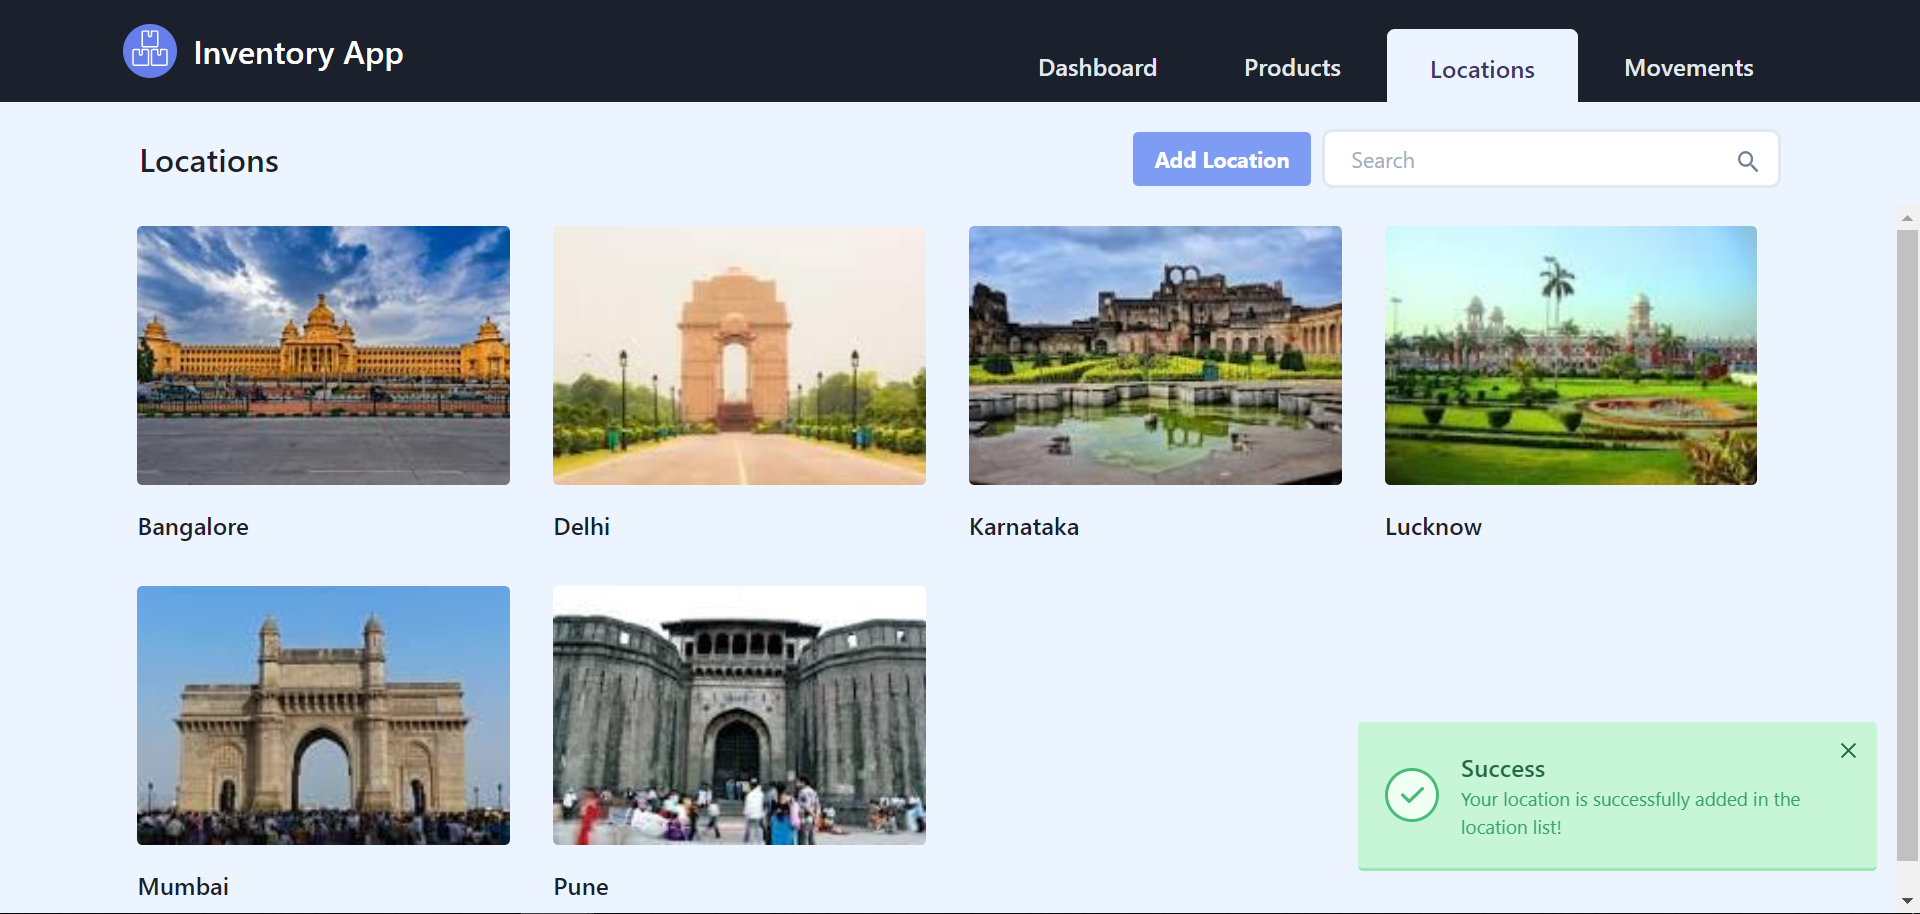 Inventory App
Dashboard
Products
Locations
Movements
Locations
Add Location
Search
Bangalore
Delhi
Karnataka
Lucknow
Mumbai
Pune
Success
Your location is successfully added in the
location list!